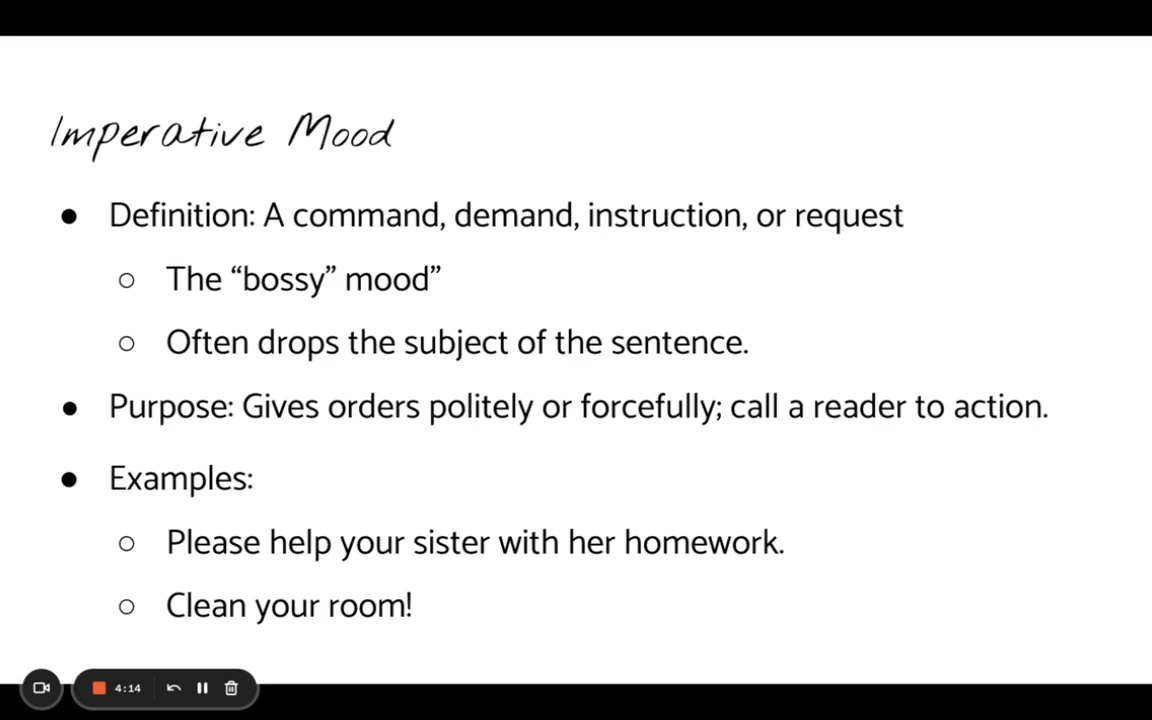 Imperative Mood
● Definition: A command, demand, instruction, or request
○ The “bossy” mood”
○ Often drops the subject of the sentence.
● Purpose: Gives orders politely or forcefully; call a reader to action.
● Examples:
○ Please help your sister with her homework.
○ Clean your room!
4:14